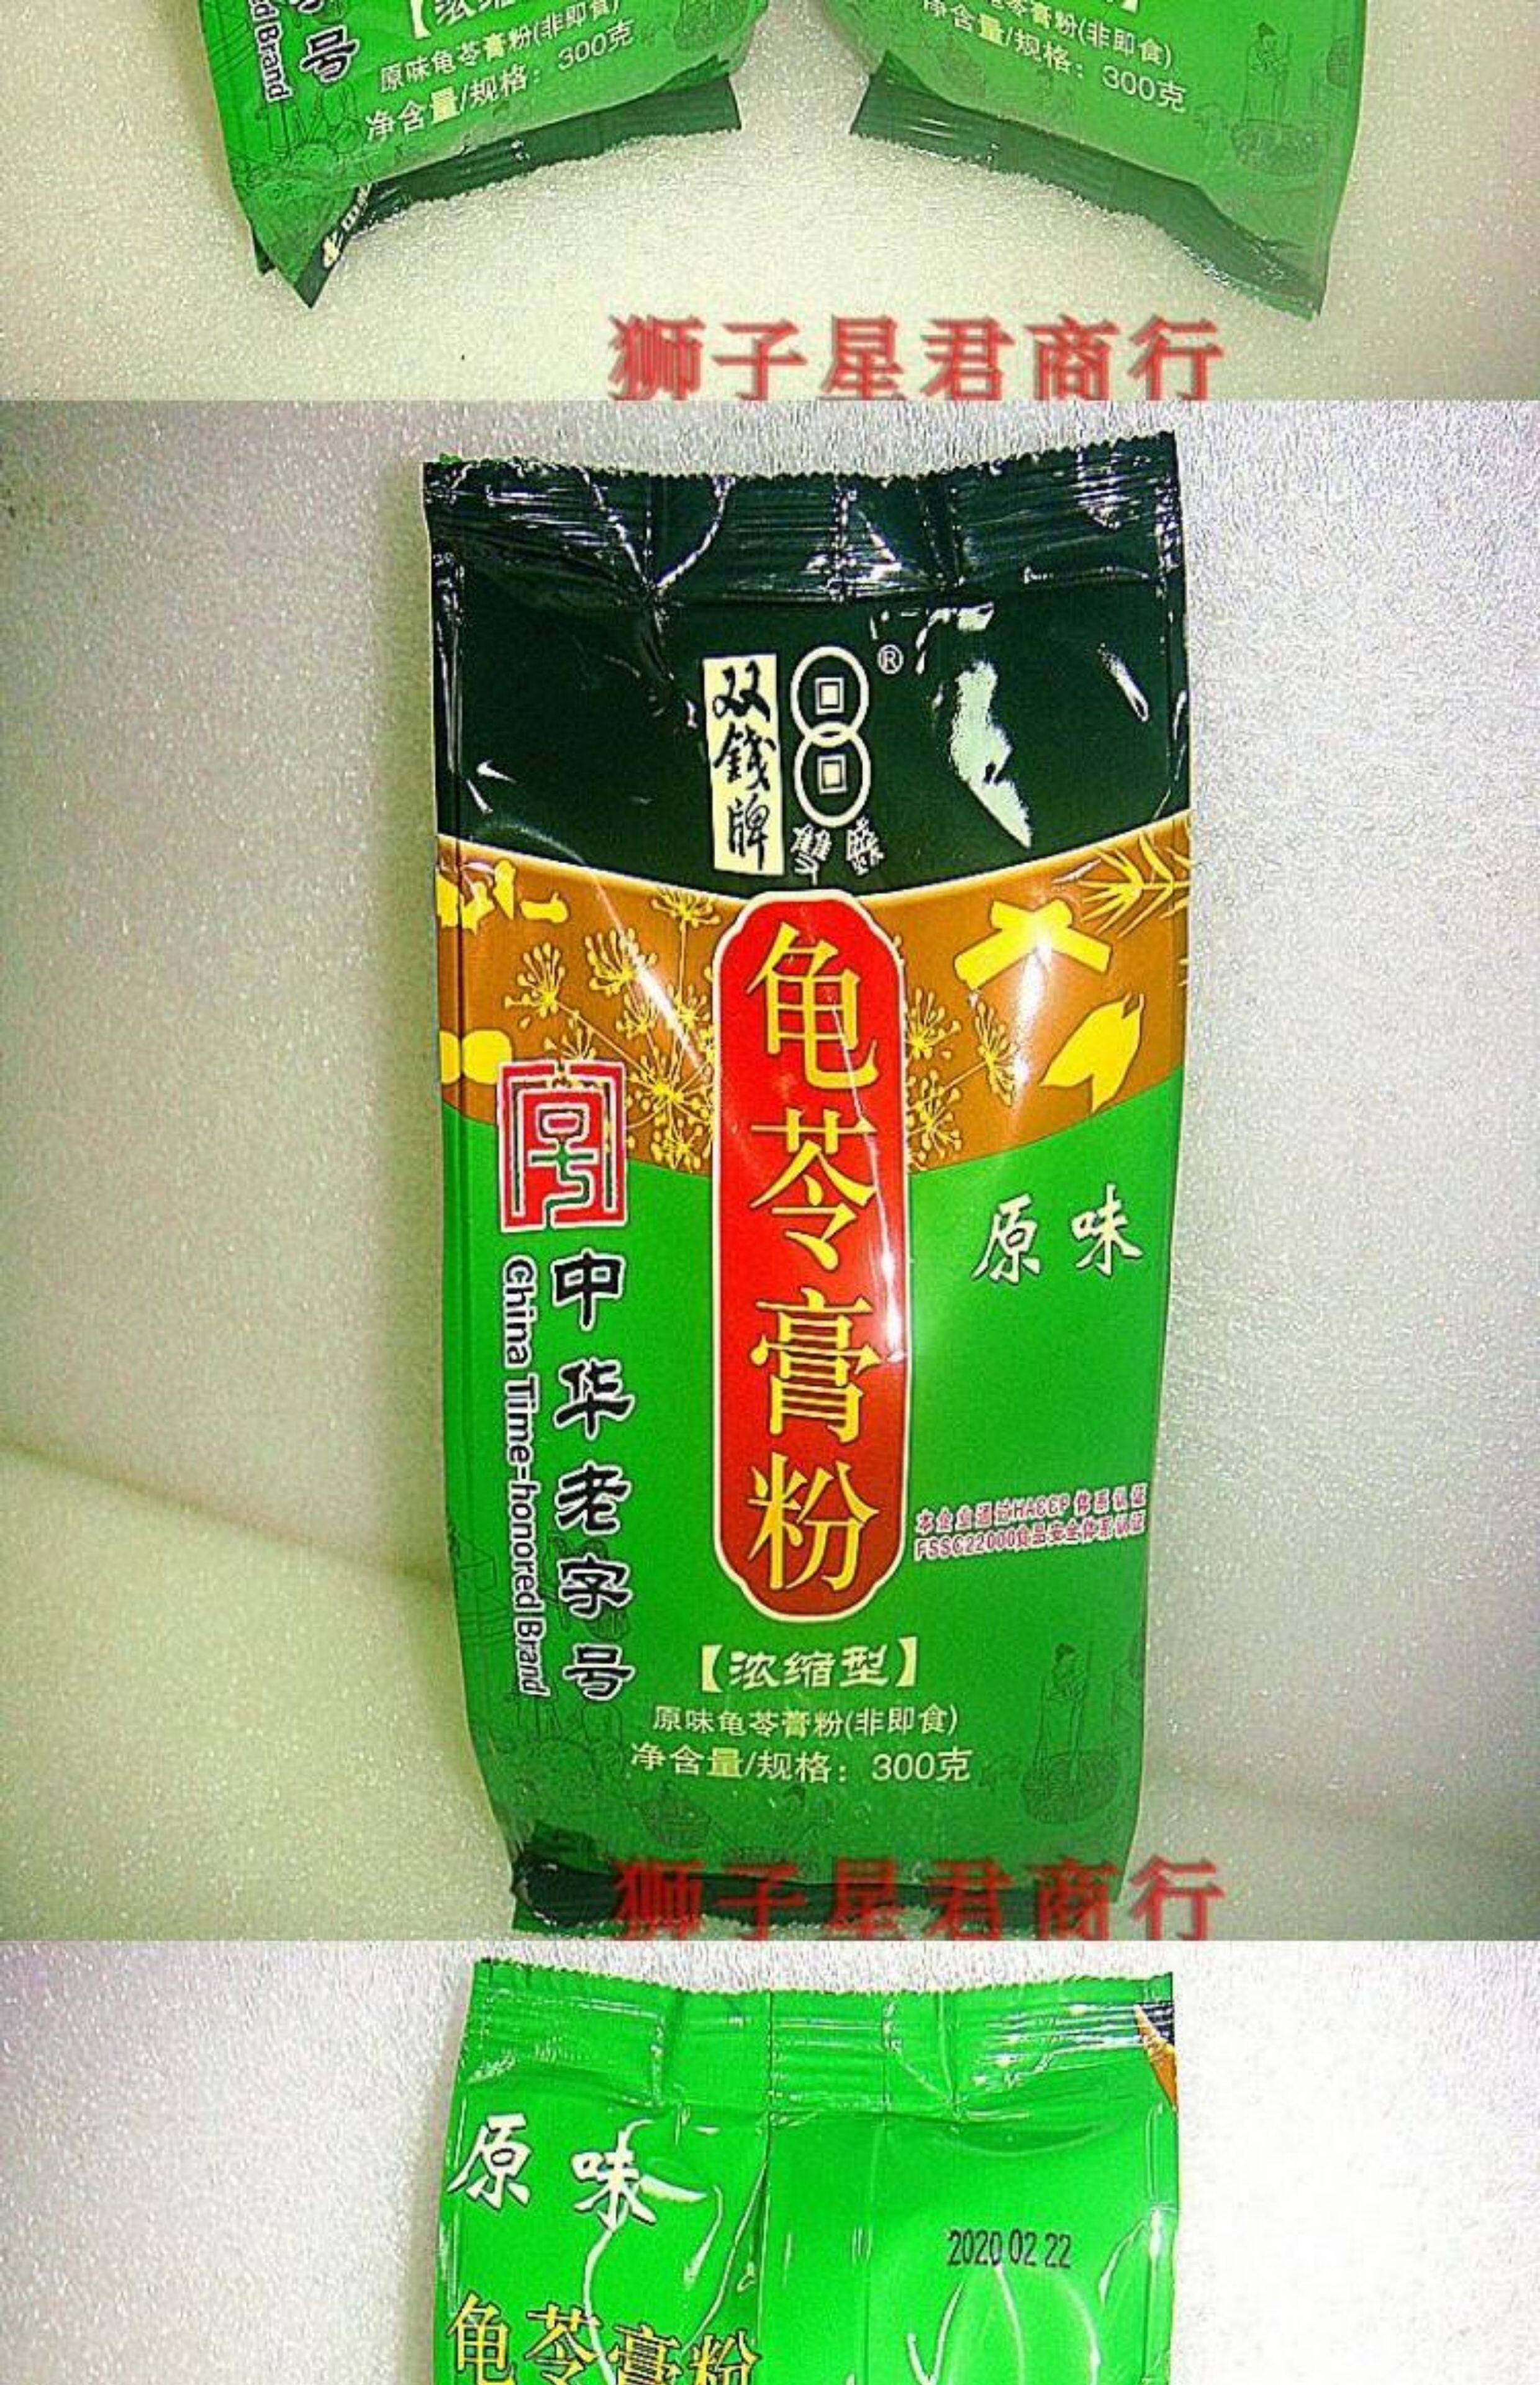 号
d Brand
原味龟苓膏粉(非即食)
净含量/规格：300克
苓膏粉(非即食)
净含量/规格：300克
狮子星君商行
双錢牌
®
雙錢
龟苓膏粉
原味
中华老字号
China Time-honored Brand
本企业通过HACCP 体系认证
FSSC22000食品安全体系认证
【浓缩型】
原味龟苓膏粉(非即食)
净含量/规格：300克
狮子星君商行
原味
2020 02 22
龟苓膏粉